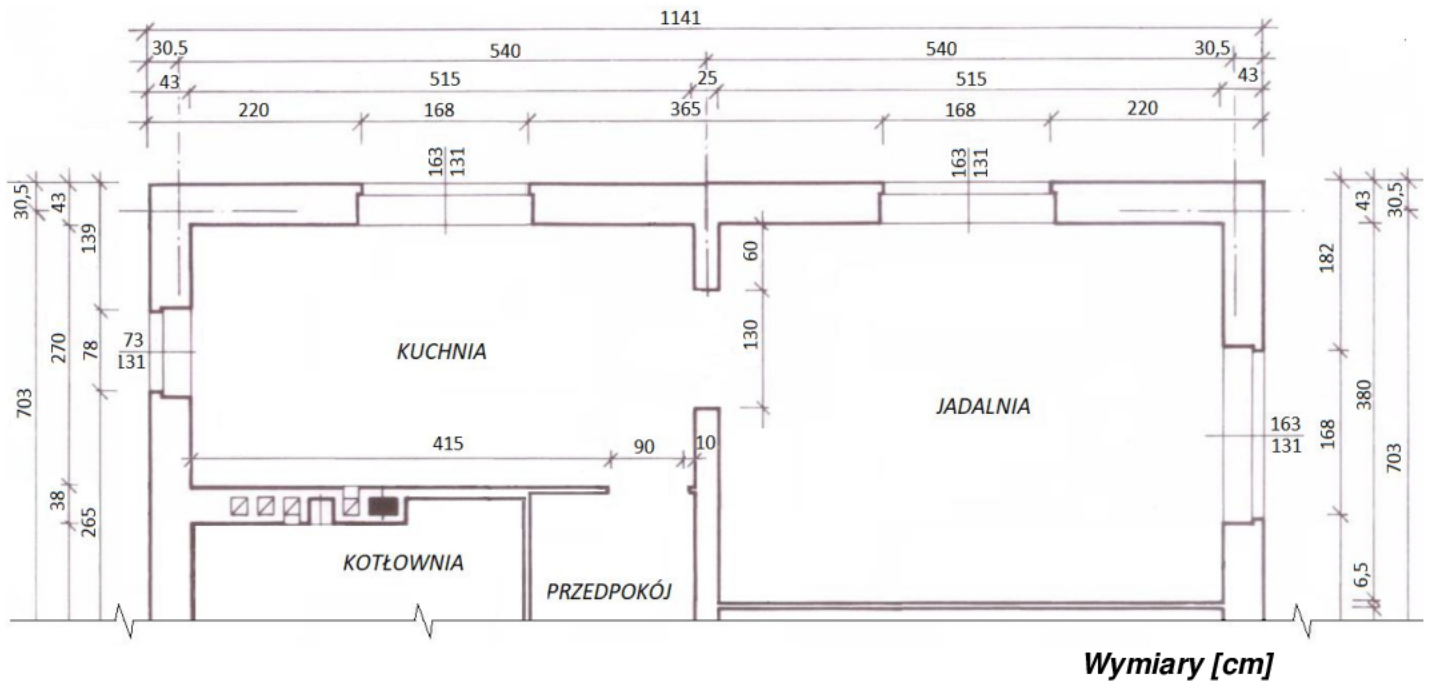 1141
30,5 540 540 30,5
43 515 25 515 43
220 168 365 168 220
163 131
163 131
30,5
43
139
703
270
78
38
265
73
131
60
130
KUCHNIA
JADALNIA
415 90 10
KOTŁOWNIA
PRZEDPOKÓJ
182
43
30,5
380
168
703
163
131
6,5
Wymiary [cm]